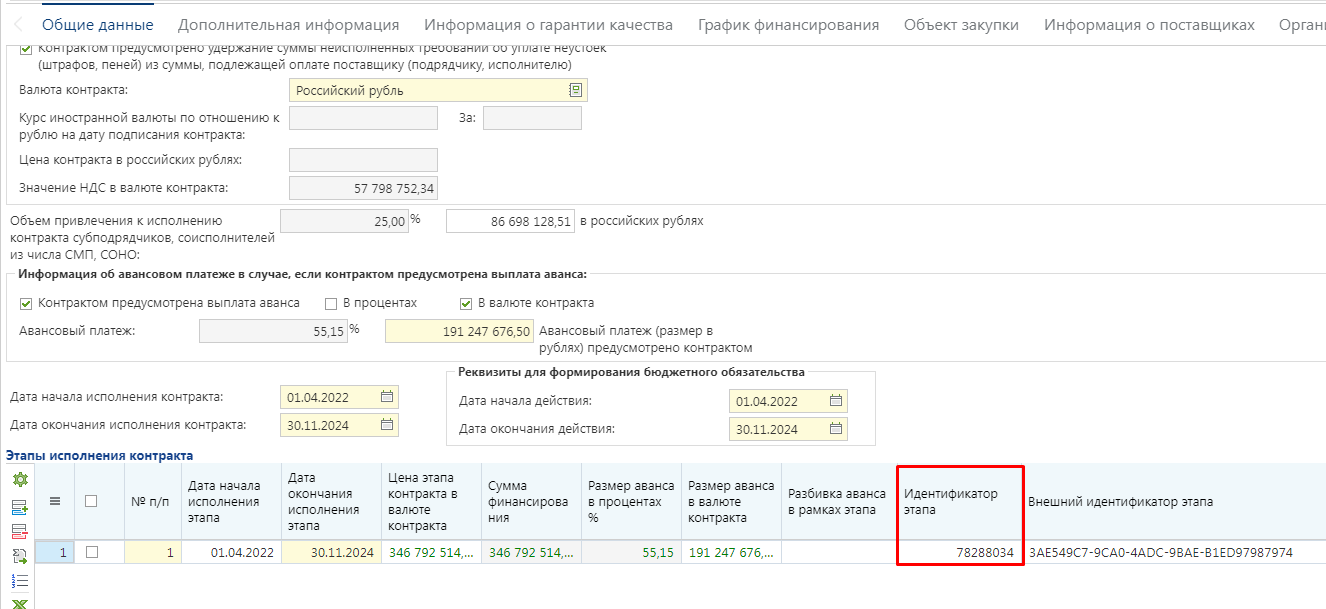 Общие данные Дополнительная информация Информация о гарантии качества График финансирования Объект закупки Информация о поставщиках Органи
Контрактом предусмотрено удержание суммы неисполненных требований об уплате неустоек
(штрафов, пеней) из суммы, подлежащей оплате поставщику (подрядчику, исполнителю)
Валюта контракта: Российский рубль
Курс иностранной валюты по отношению к За:
рублю на дату подписания контракта:
Цена контракта в российских рублях:
Значение НДС в валюте контракта: 57 798 752,34
Объем привлечения к исполнению 25,00 % 86 698 128,51 в российских рублях
контракта субподрядчиков, соисполнителей
из числа СМП, СОНО:
Информация об авансовом платеже в случае, если контрактом предусмотрена выплата аванса:
Контрактом предусмотрена выплата аванса В процентах В валюте контракта
Авансовый платеж: 55,15 % 191 247 676,50 Авансовый платеж (размер в
рублях) предусмотрено контрактом
Реквизиты для формирования бюджетного обязательства
Дата начала исполнения контракта: 01.04.2022 Дата начала действия: 01.04.2022
Дата окончания исполнения контракта: 30.11.2024 Дата окончания действия: 30.11.2024
Этапы исполнения контракта
№ п/п
Дата начала
исполнения
этапа
Дата
окончания
исполнения
этапа
Цена этапа
контракта в
валюте
контракта
Сумма
финансирова
ния
Размер аванса
в процентах
%
Размер аванса
в валюте
контракта
Разбивка аванса
в рамках этапа
Идентификатор
этапа
Внешний идентификатор этапа
1 1 01.04.2022 30.11.2024 346 792 514,... 346 792 514,... 55,15 191 247 676,... 78288034 3AE549C7-9CA0-4ADC-9BAE-B1ED97987974